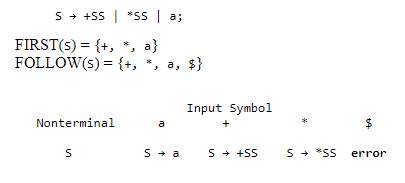 S → +SS | *SS | a;
FIRST(s) = {+, *, a}
FOLLOW(s) = {+, *, a, $}
Input Symbol
Nonterminal a + * $
S S → a S → +SS S → *SS error